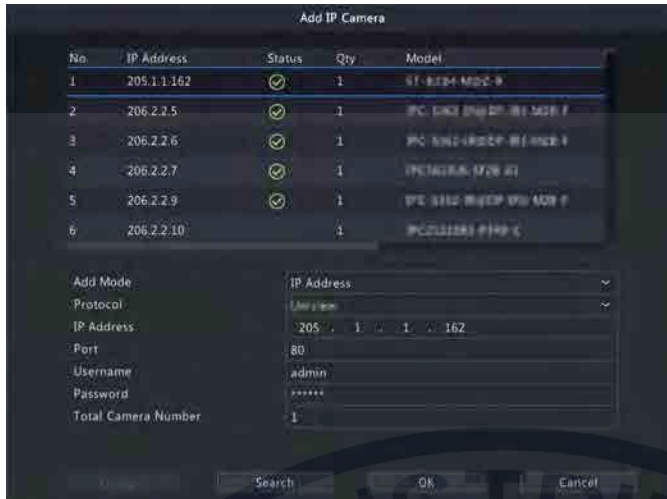 Add IP Camera
No. IP Address Status Qty Model
1 205.1.1.162 1
2 206.2.2.5 1
3 206.2.2.6 1
4 206.2.2.7 1
5 206.2.2.9 1
6 206.2.2.10 1
Add Mode IP Address
Protocol
IP Address 205 . 1 . 1 . 162
Port 80
Username admin
Password ******
Total Camera Number 1
Search OK Cancel